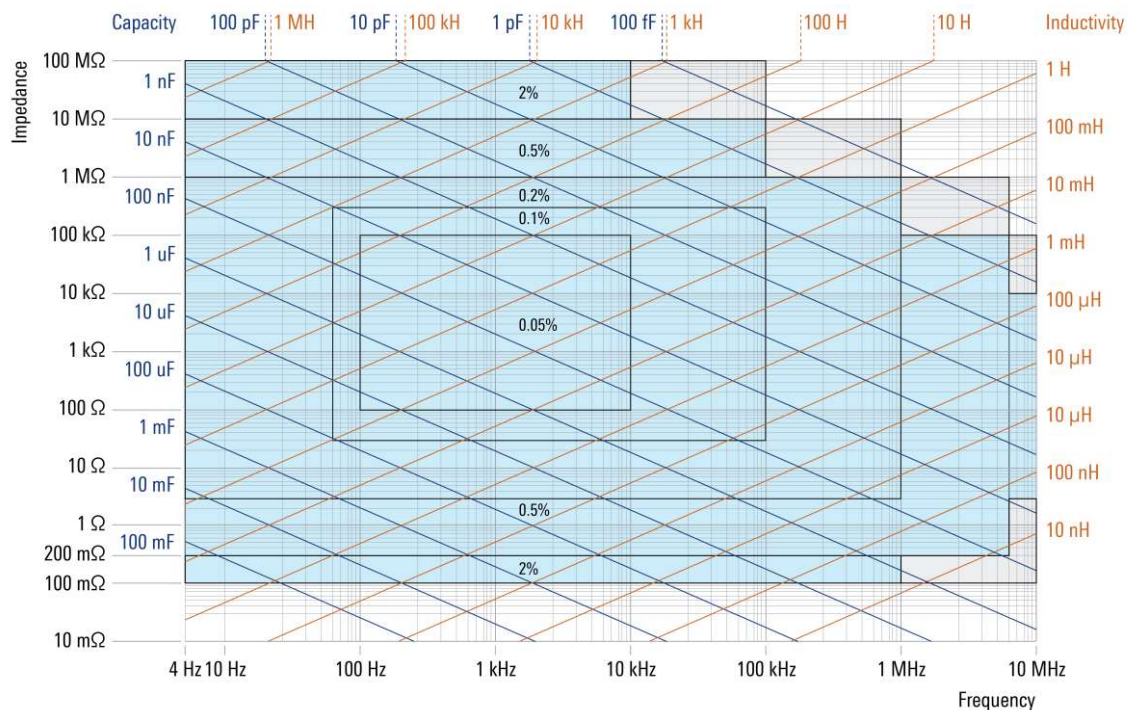 Capacity 100 pF 1 MH 10 pF 100 kH 1 pF 10 kH 100 fF 1 kH 100 H 10 H Inductivity
Impedance
100 MΩ
1 H
1 nF
2%
10 MΩ
100 mH
10 nF
0.5%
1 MΩ
10 mH
100 nF
0.2%
0.1%
100 kΩ
1 mH
1 uF
10 kΩ
100 µH
10 uF
0.05%
1 kΩ
10 µH
100 uF
100 Ω
10 µH
1 mF
10 Ω
100 nH
10 mF
0.5%
1 Ω
10 nH
100 mF
200 mΩ
2%
100 mΩ
10 mΩ
4 Hz 10 Hz 100 Hz 1 kHz 10 kHz 100 kHz 1 MHz 10 MHz
Frequency